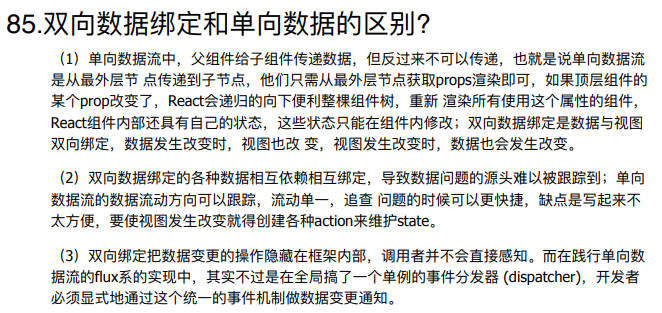 85.双向数据绑定和单向数据的区别?
（1）单向数据流中，父组件给子组件传递数据，但反过来不可以传递，也就是说单向数据流
是从最外层节 点传递到子节点，他们只需从最外层节点获取props渲染即可，如果顶层组件的
某个prop改变了，React会递归的向下便利整棵组件树，重新 渲染所有使用这个属性的组件，
React组件内部还具有自己的状态，这些状态只能在组件内修改；双向数据绑定是数据与视图
双向绑定，数据发生改变时，视图也改 变，视图发生改变时，数据也会发生改变。
（2）双向数据绑定的各种数据相互依赖相互绑定，导致数据问题的源头难以被跟踪到；单向
数据流的数据流动方向可以跟踪，流动单一，追查 问题的时候可以更快捷，缺点是写起来不
太方便，要使视图发生改变就得创建各种action来维护state。
（3）双向绑定把数据变更的操作隐藏在框架内部，调用者并不会直接感知。而在践行单向数
据流的flux系的实现中，其实不过是在全局搞了一个单例的事件分发器 (dispatcher)，开发者
必须显式地通过这个统一的事件机制做数据变更通知。